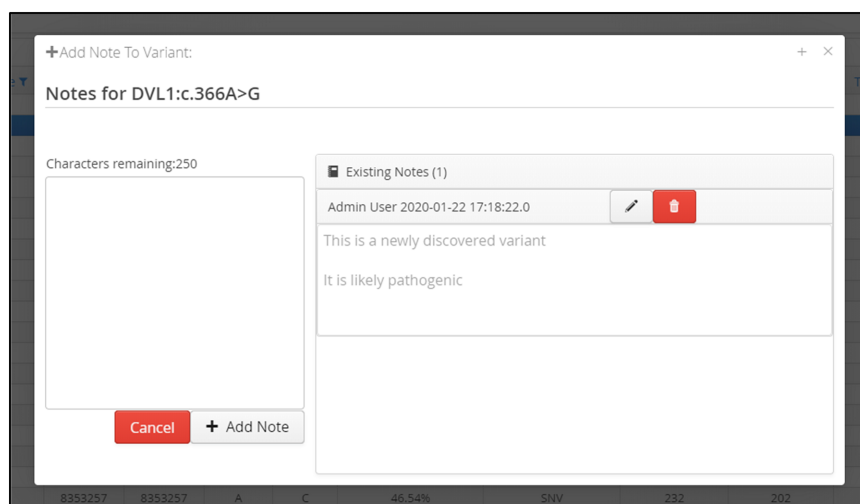 +Add Note To Variant:
+ ×
Notes for DVL1:c.366A>G
Characters remaining:250
Existing Notes (1)
Admin User 2020-01-22 17:18:22.0
This is a newly discovered variant
It is likely pathogenic
Cancel
+ Add Note
8353257 8353257 A C 46.54% SNV 232 202